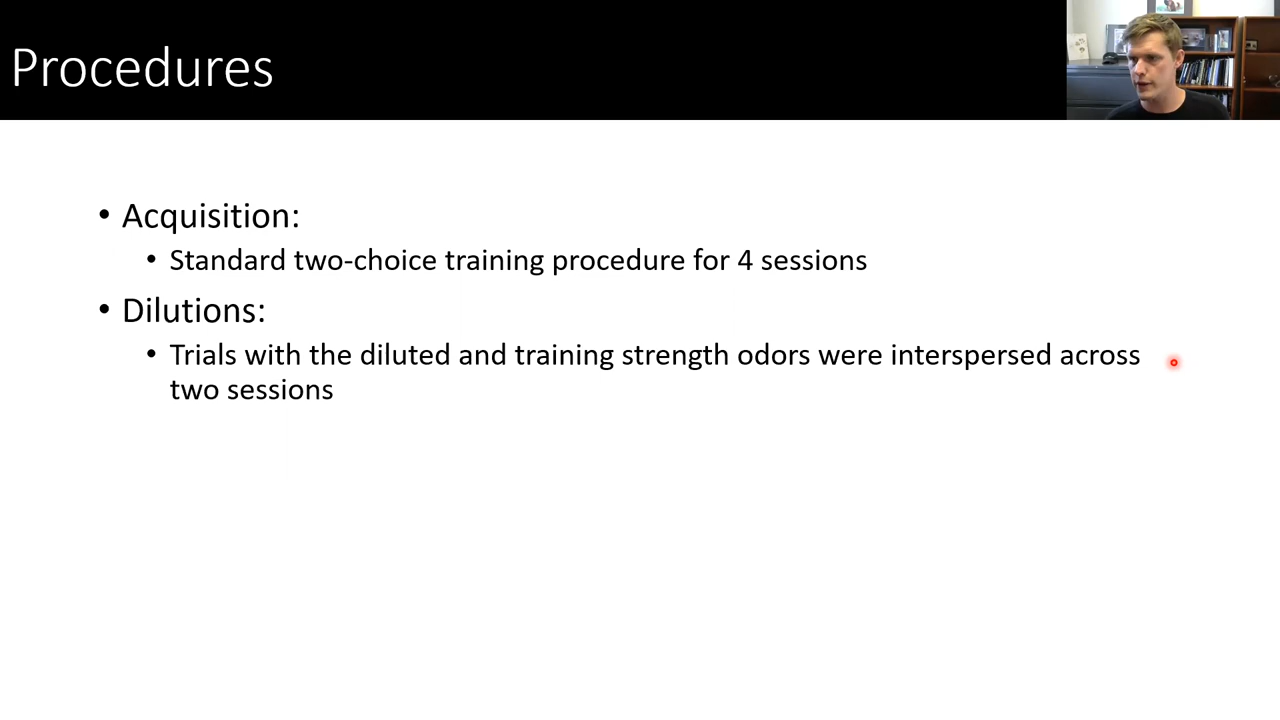 Procedures
• Acquisition:
• Standard two-choice training procedure for 4 sessions
• Dilutions:
• Trials with the diluted and training strength odors were interspersed across
two sessions